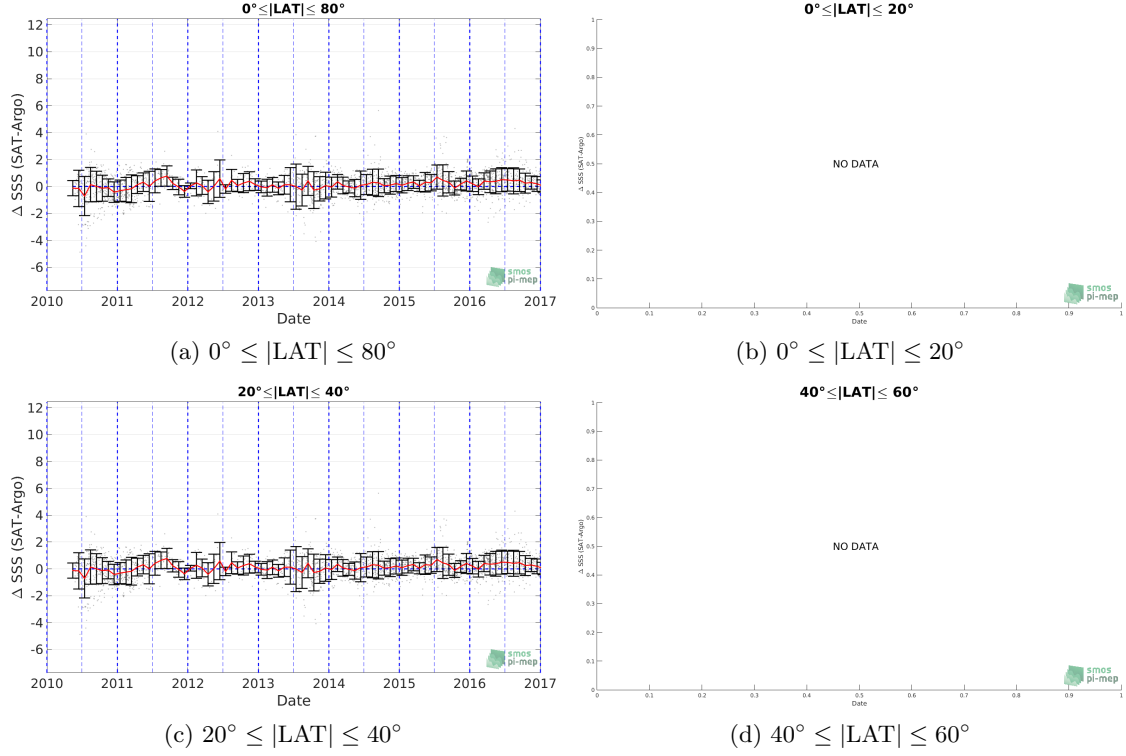 0°≤|LAT|≤ 80°
12
10
8
6
4
2
0
-2
-4
-6
Δ SSS (SAT-Argo)
2010 2011 2012 2013 2014 2015 2016 2017
Date
smos
pi-mep
(a) 0° ≤ |LAT| ≤ 80°
0°≤|LAT|≤ 20°
1
0.9
0.8
0.7
0.6
0.5
0.4
0.3
0.2
0.1
0
Δ SSS (SAT-Argo)
NO DATA
0 0.1 0.2 0.3 0.4 0.5 0.6 0.7 0.8 0.9 1
Date
smos
pi-mep
(b) 0° ≤ |LAT| ≤ 20°
20°≤|LAT|≤ 40°
12
10
8
6
4
2
0
-2
-4
-6
Δ SSS (SAT-Argo)
2010 2011 2012 2013 2014 2015 2016 2017
Date
smos
pi-mep
(c) 20° ≤ |LAT| ≤ 40°
40°≤|LAT|≤ 60°
1
0.9
0.8
0.7
0.6
0.5
0.4
0.3
0.2
0.1
0
Δ SSS (SAT-Argo)
NO DATA
0 0.1 0.2 0.3 0.4 0.5 0.6 0.7 0.8 0.9 1
Date
smos
pi-mep
(d) 40° ≤ |LAT| ≤ 60°